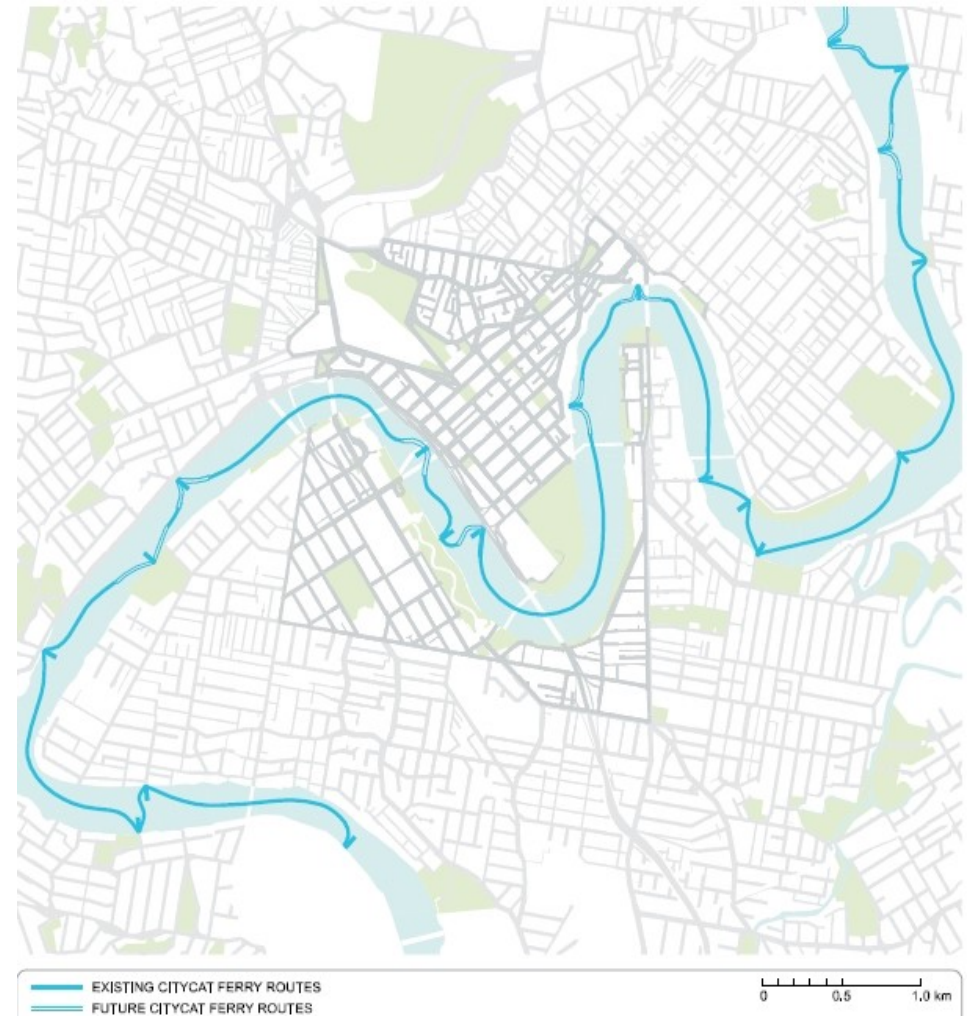 EXISTING CITYCAT FERRY ROUTES
FUTURE CITYCAT FERRY ROUTES
0 0.5 1.0 km